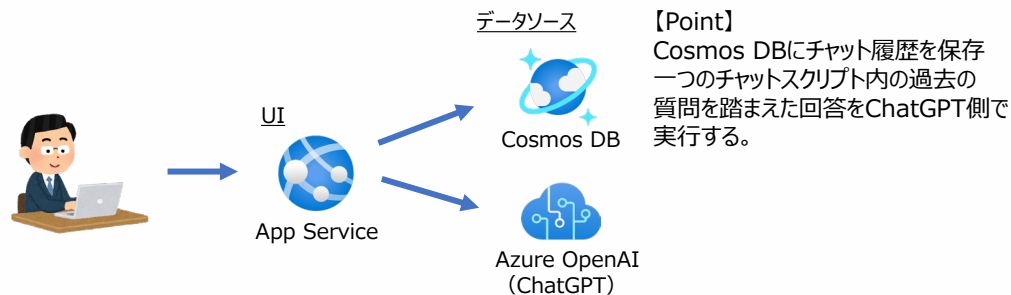 データソース
【Point】
Cosmos DBにチャット履歴を保存
一つのチャットスクリプト内の過去の
質問を踏まえた回答をChatGPT側で
実行する。
UI
Cosmos DB
App Service
Azure OpenAI
（ChatGPT）